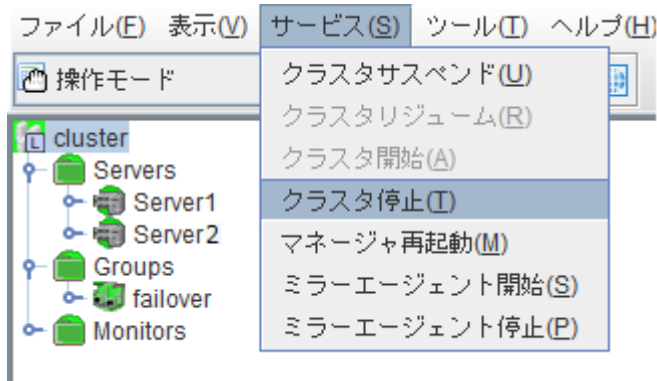 ファイル(F) 表示(V) サービス(S) ツール(T) ヘルプ(H)
操作モード
クラスタサスペンド(U)
クラスタリジューム(R)
クラスタ開始(A)
クラスタ停止(T)
マネージャ再起動(M)
ミラーエージェント開始(S)
ミラーエージェント停止(P)
cluster
Servers
Server1
Server2
Groups
failover
Monitors